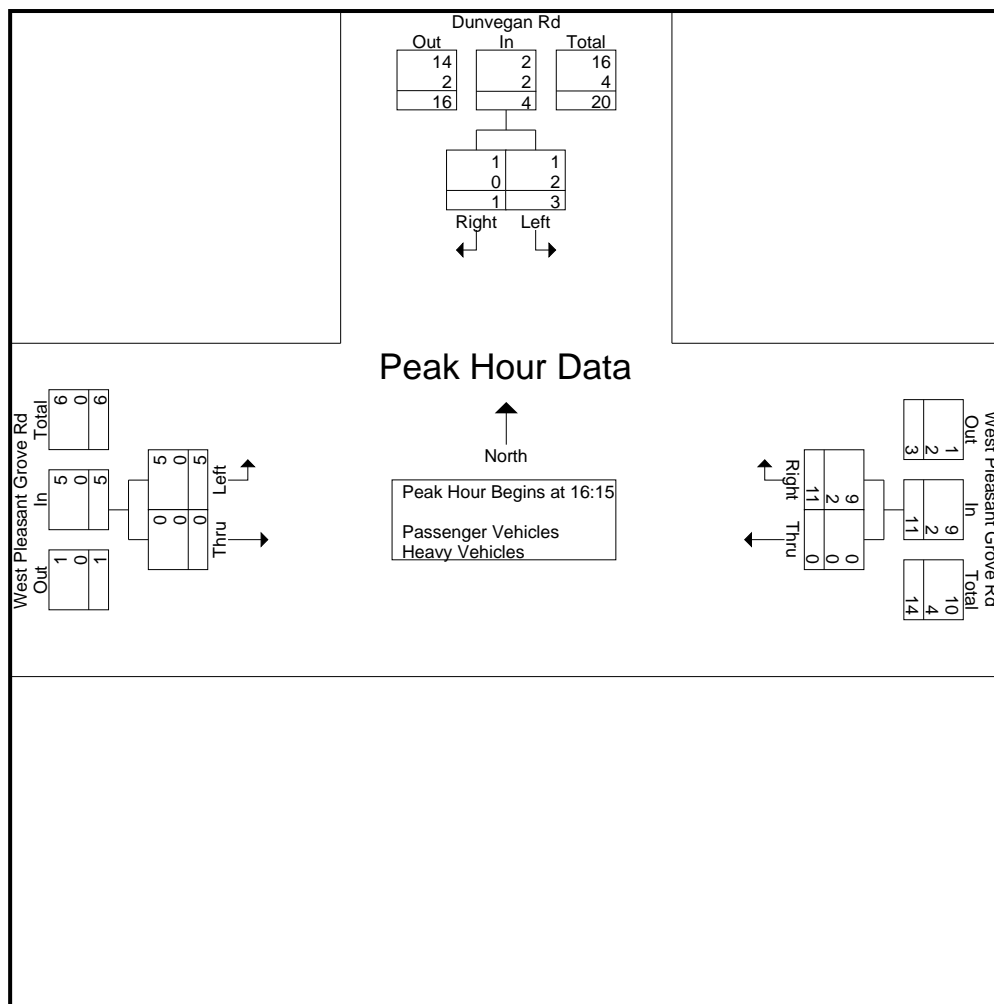 Dunvegan Rd
Out In Total
14 2 16
2 2 4
16 4 20
1 1
0 2
1 3
Right Left
Peak Hour Data
North
Peak Hour Begins at 16:15
Passenger Vehicles
Heavy Vehicles
West Pleasant Grove Rd
Out In Total
1 5 6
0 0 0
1 5 6
Left Thru
5 0
0 0
5 0
West Pleasant Grove Rd
Out In Total
1 9 10
2 2 4
3 11 14
Right Thru
9 0
2 0
11 0